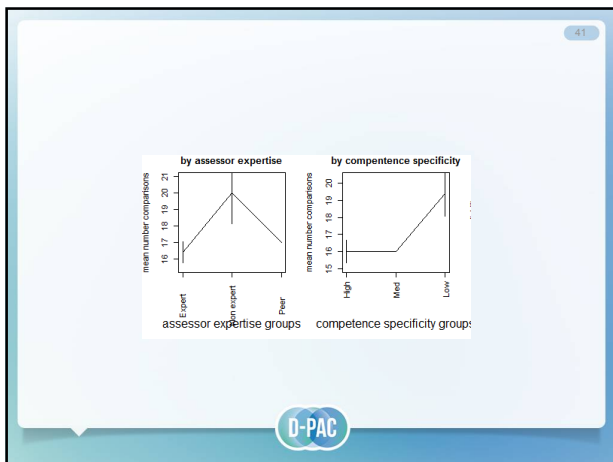 41
by assessor expertise
mean number comparisons
21
20
19
18
17
16
Expert
non expert
Peer
assessor expertise groups
by compentence specificity
mean number comparisons
20
19
18
17
16
15
High
Med
Low
competence specificity groups
D-PAC